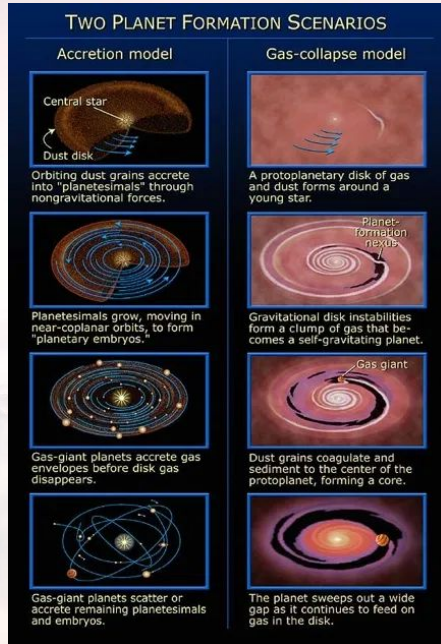 TWO PLANET FORMATION SCENARIOS
Accretion model
Central star
Dust disk
Orbiting dust grains accrete
into "planetesimals" through
nongravitational forces.
Planetesimals grow, moving in
near-coplanar orbits, to form
"planetary embryos."
Gas-giant planets accrete gas
envelopes before disk gas
disappears.
Gas-giant planets scatter or
accrete remaining planetesimals
and embryos.
Gas-collapse model
A protoplanetary disk of gas
and dust forms around a
young star.
Planet-
formation
nexus
Gravitational disk instabilities
form a clump of gas that be-
comes a self-gravitating planet.
Gas giant
Dust grains coagulate and
sediment to the center of the
protoplanet, forming a core.
The planet sweeps out a wide
gap as it continues to feed on
gas in the disk.